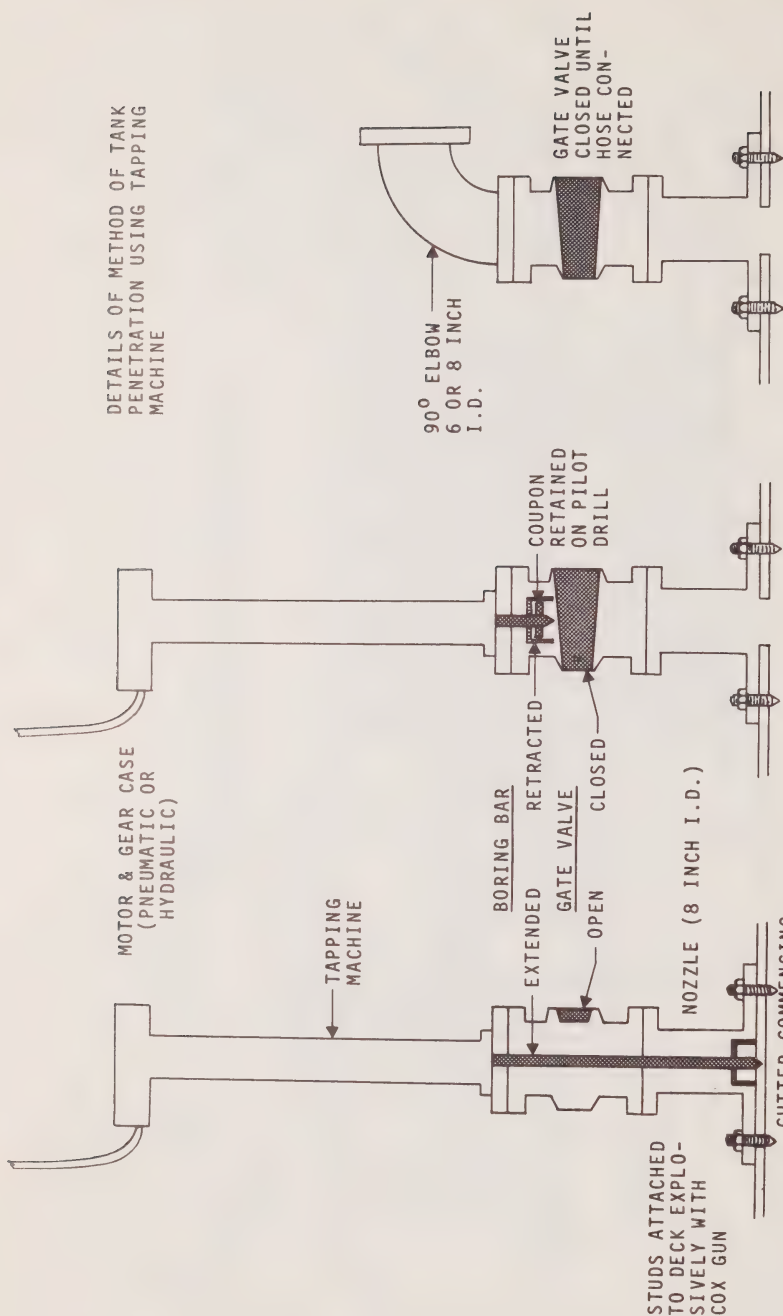 DETAILS OF METHOD OF TANK
PENETRATION USING TAPPING
MACHINE
MOTOR & GEAR CASE
(PNEUMATIC OR
HYDRAULIC)
TAPPING
MACHINE
BORING BAR
EXTENDED RETRACTED
GATE VALVE
OPEN CLOSED
NOZZLE (8 INCH I.D.)
STUDS ATTACHED
TO DECK EXPLO-
SIVELY WITH
COX GUN
CUTTER COMMENCING
COUPON
RETAINED
ON PILOT
DRILL
90° ELBOW
6 OR 8 INCH
I.D.
GATE VALVE
CLOSED UNTIL
HOSE CON-
NECTED